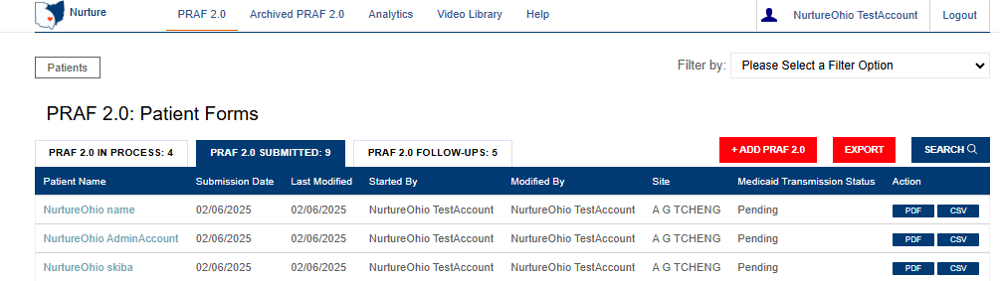 Nurture PRAF 2.0 Archived PRAF 2.0 Analytics Video Library Help NurtureOhio TestAccount Logout
Patients Filter by: Please Select a Filter Option
PRAF 2.0: Patient Forms
PRAF 2.0 IN PROCESS: 4 PRAF 2.0 SUBMITTED: 9 PRAF 2.0 FOLLOW-UPS: 5 + ADD PRAF 2.0 EXPORT SEARCH
Patient Name Submission Date Last Modified Started By Modified By Site Medicaid Transmission Status Action
NurtureOhio name 02/06/2025 02/06/2025 NurtureOhio TestAccount NurtureOhio TestAccount A G TCHENG Pending PDF CSV
NurtureOhio AdminAccount 02/06/2025 02/06/2025 NurtureOhio TestAccount NurtureOhio TestAccount A G TCHENG Pending PDF CSV
NurtureOhio skiba 02/06/2025 02/06/2025 NurtureOhio TestAccount NurtureOhio TestAccount A G TCHENG Pending PDF CSV